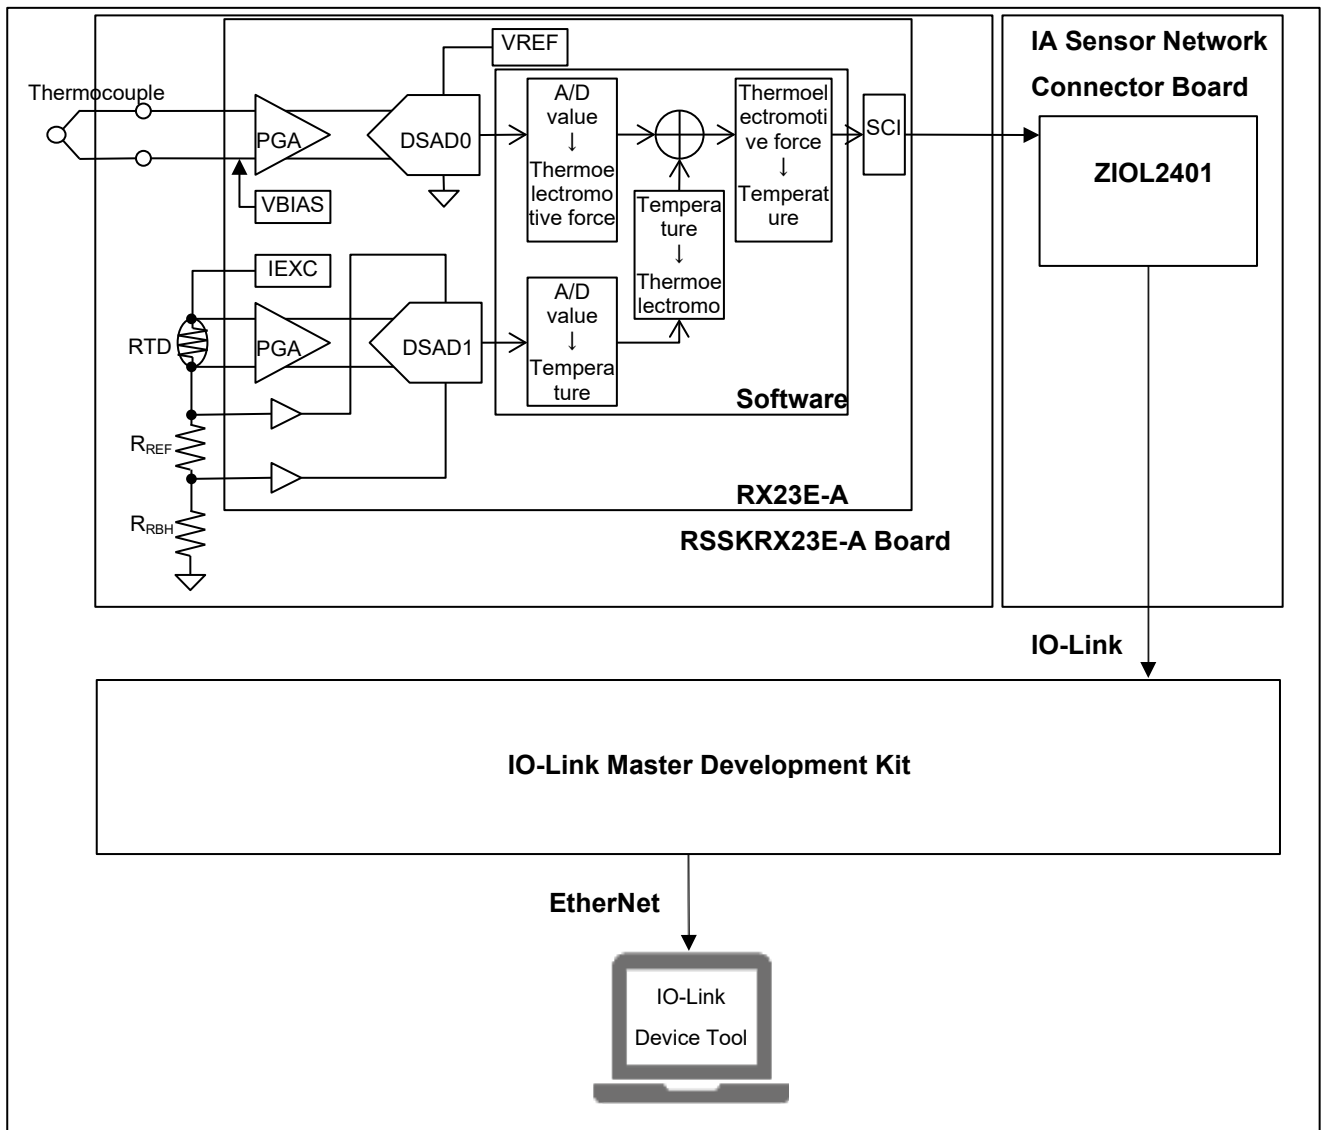 IA Sensor Network
Connector Board
ZIOL2401
Thermocouple
PGA
VBIAS
VREF
DSAD0
A/D
value
↓
Thermoe
lectromo
tive force
Thermoel
ectromoti
ve force
↓
Temperat
ure
SCI
Tempera
ture
↓
Thermoe
lectromo
IEXC
RTD
PGA
DSAD1
A/D
value
↓
Tempera
ture
Software
RREF
RRBH
RX23E-A
RSSKRX23E-A Board
IO-Link
IO-Link Master Development Kit
EtherNet
IO-Link
Device Tool